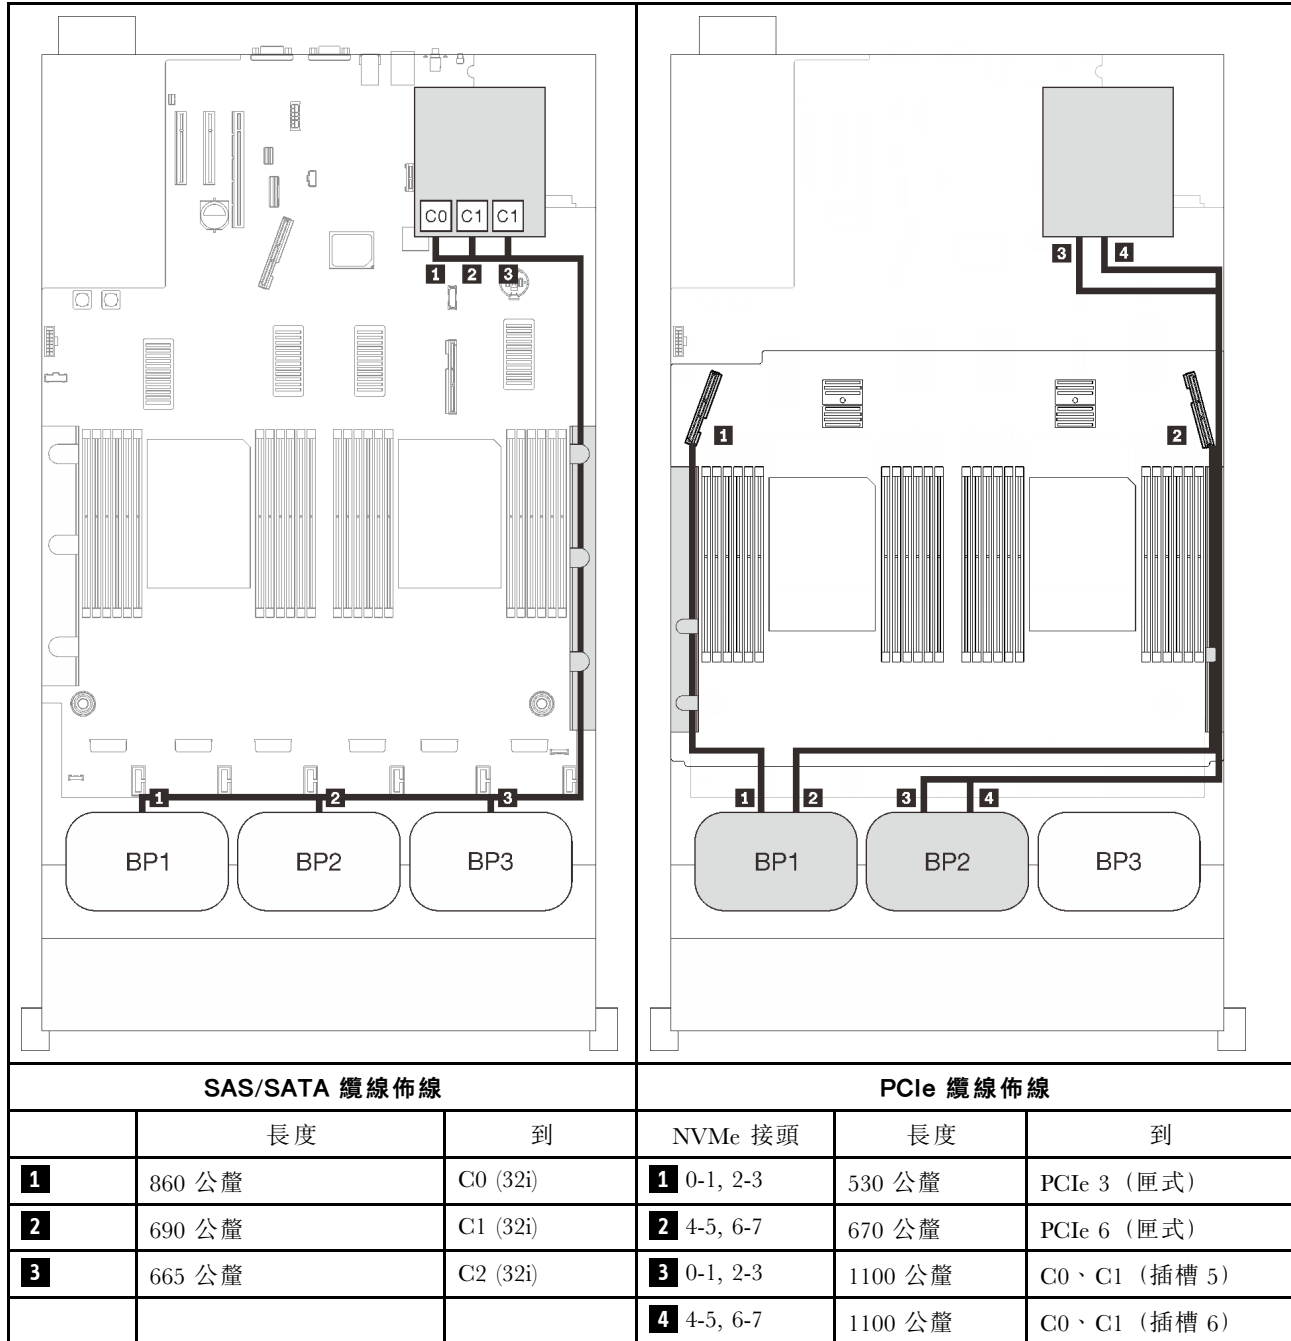 C0 C1 C1
1 2 3
1 2 3
BP1 BP2 BP3
3 4
1 2
1 2 3 4
BP1 BP2 BP3
SAS/SATA 纜線佈線
PCIe 纜線佈線
長度 到 NVMe 接頭 長度 到
1 860 公釐 C0 (32i) 1 0-1, 2-3 530 公釐 PCIe 3（匣式）
2 690 公釐 C1 (32i) 2 4-5, 6-7 670 公釐 PCIe 6（匣式）
3 665 公釐 C2 (32i) 3 0-1, 2-3 1100 公釐 C0、C1（插槽 5）
4 4-5, 6-7 1100 公釐 C0、C1（插槽 6）